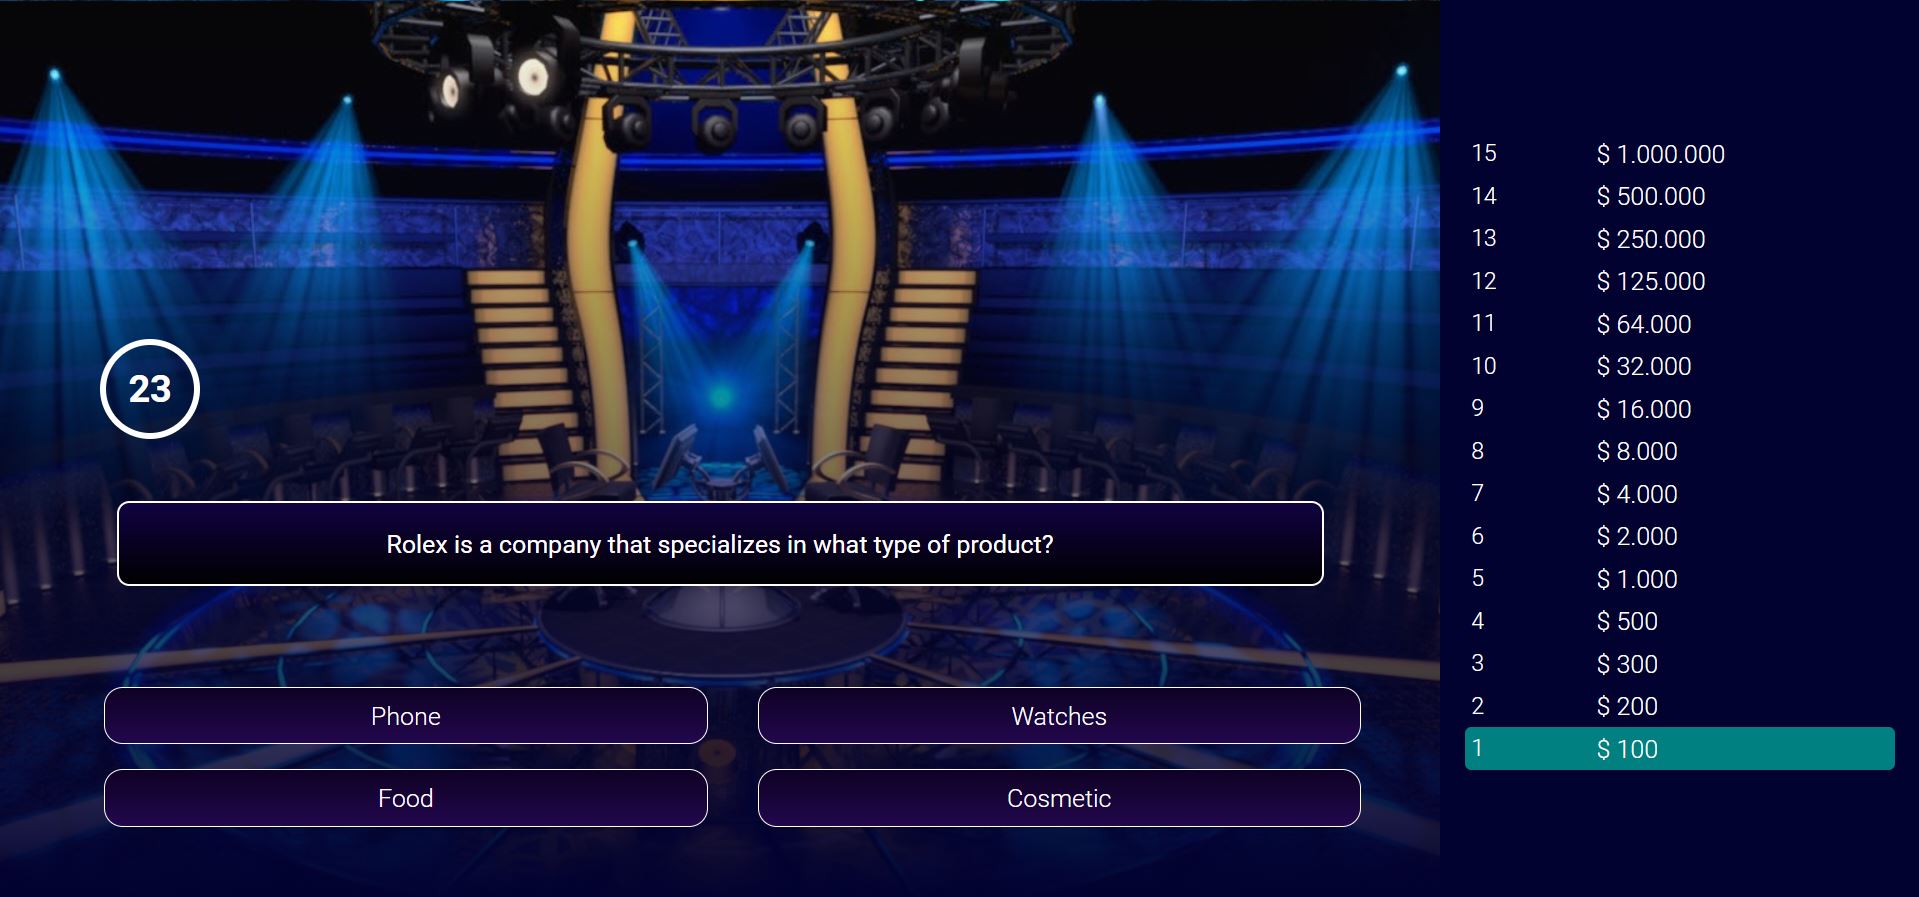 23
Rolex is a company that specializes in what type of product?
Phone
Watches
Food
Cosmetic
15 $ 1.000.000
14 $ 500.000
13 $ 250.000
12 $ 125.000
11 $ 64.000
10 $ 32.000
9 $ 16.000
8 $ 8.000
7 $ 4.000
6 $ 2.000
5 $ 1.000
4 $ 500
3 $ 300
2 $ 200
1 $ 100